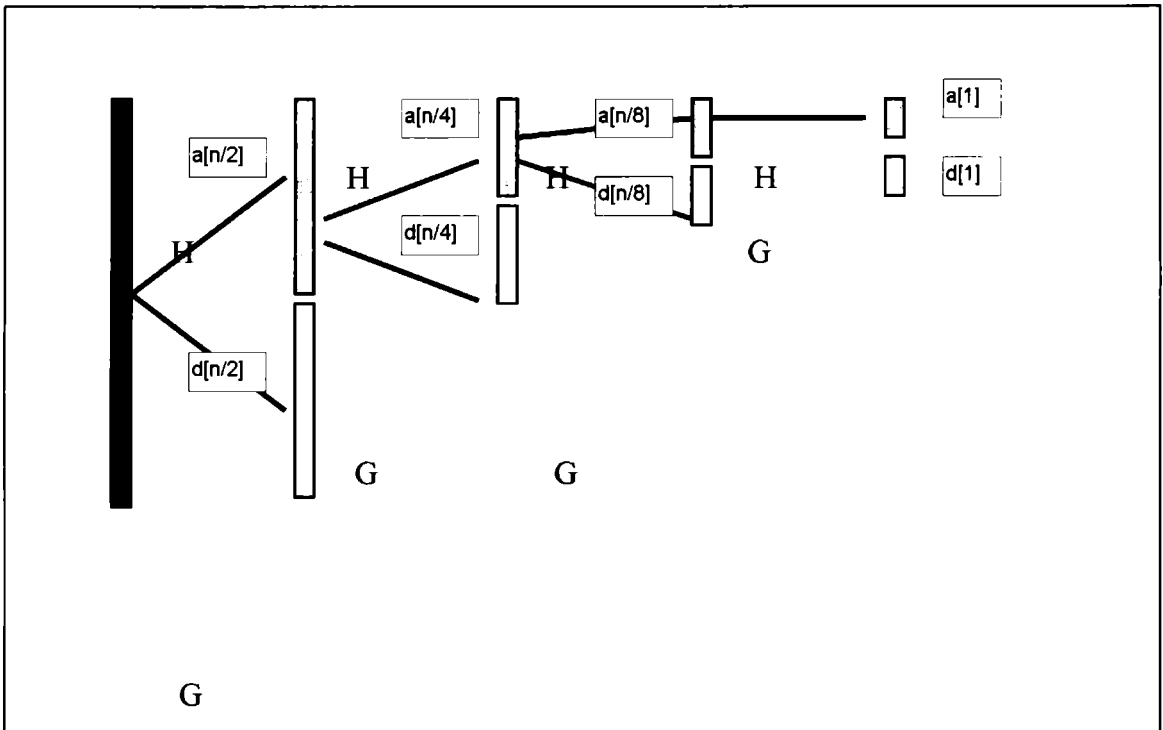 a[1]
a[n/4]
a[n/8]
a[n/2]
H
H
H
d[1]
d[n/8]
d[n/4]
H
G
d[n/2]
G
G
G